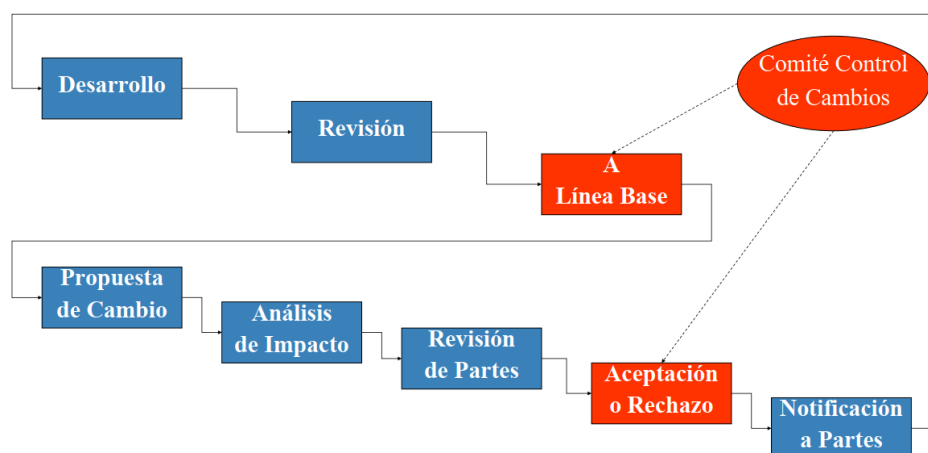 Desarrollo
Comité Control
de Cambios
Revisión
A
Línea Base
Propuesta
de Cambio
Análisis
de Impacto
Revisión
de Partes
Aceptación
o Rechazo
Notificación
a Partes